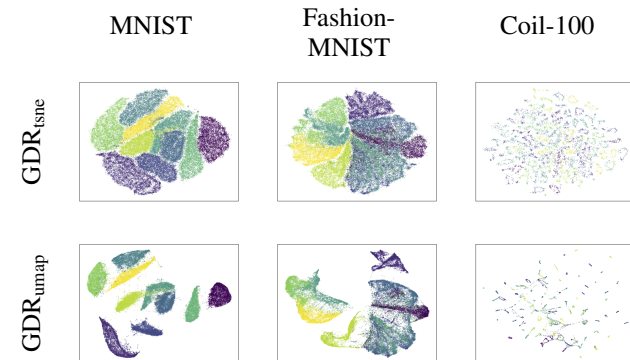 MNIST
Fashion-
MNIST
Coil-100
GDRtsne
GDRumap